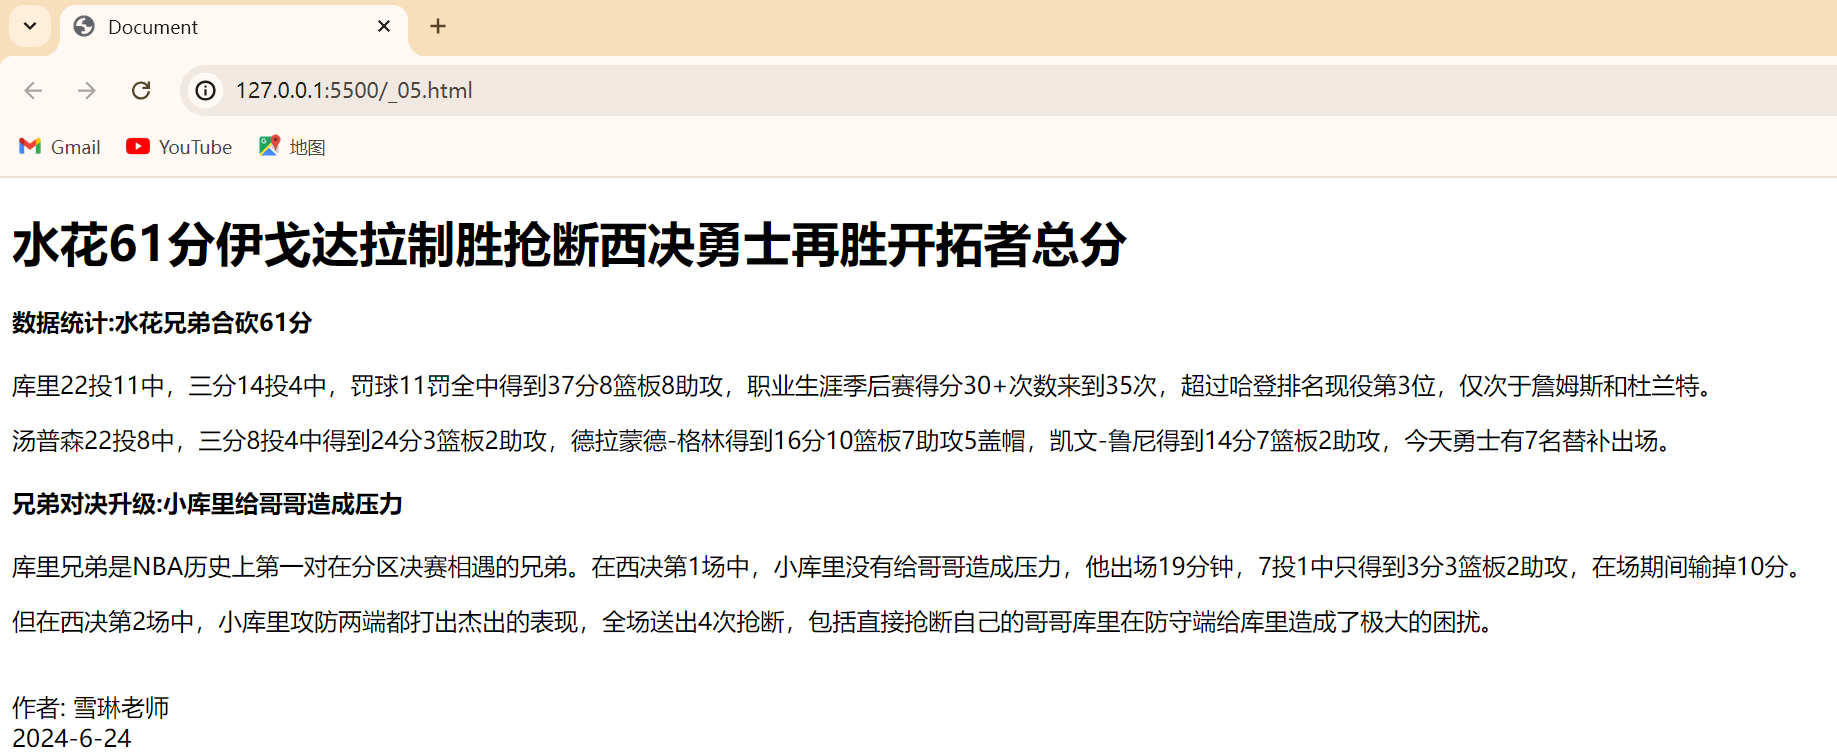 Document
127.0.0.1:5500/_05.html
Gmail YouTube 地图
水花61分伊戈达拉制胜抢断西决勇士再胜开拓者总分
数据统计:水花兄弟合砍61分
库里22投11中，三分14投4中，罚球11罚全中得到37分8篮板8助攻，职业生涯季后赛得分30+次数来到35次，超过哈登排名现役第3位，仅次于詹姆斯和杜兰特。
汤普森22投8中，三分8投4中得到24分3篮板2助攻，德拉蒙德-格林得到16分10篮板7助攻5盖帽，凯文-鲁尼得到14分7篮板2助攻，今天勇士有7名替补出场。
兄弟对决升级:小库里给哥哥造成压力
库里兄弟是NBA历史上第一对在分区决赛相遇的兄弟。在西决第1场中，小库里没有给哥哥造成压力，他出场19分钟，7投1中只得到3分3篮板2助攻，在场期间输掉10分。
但在西决第2场中，小库里攻防两端都打出杰出的表现，全场送出4次抢断，包括直接抢断自己的哥哥库里在防守端给库里造成了极大的困扰。
作者: 雪琳老师
2024-6-24